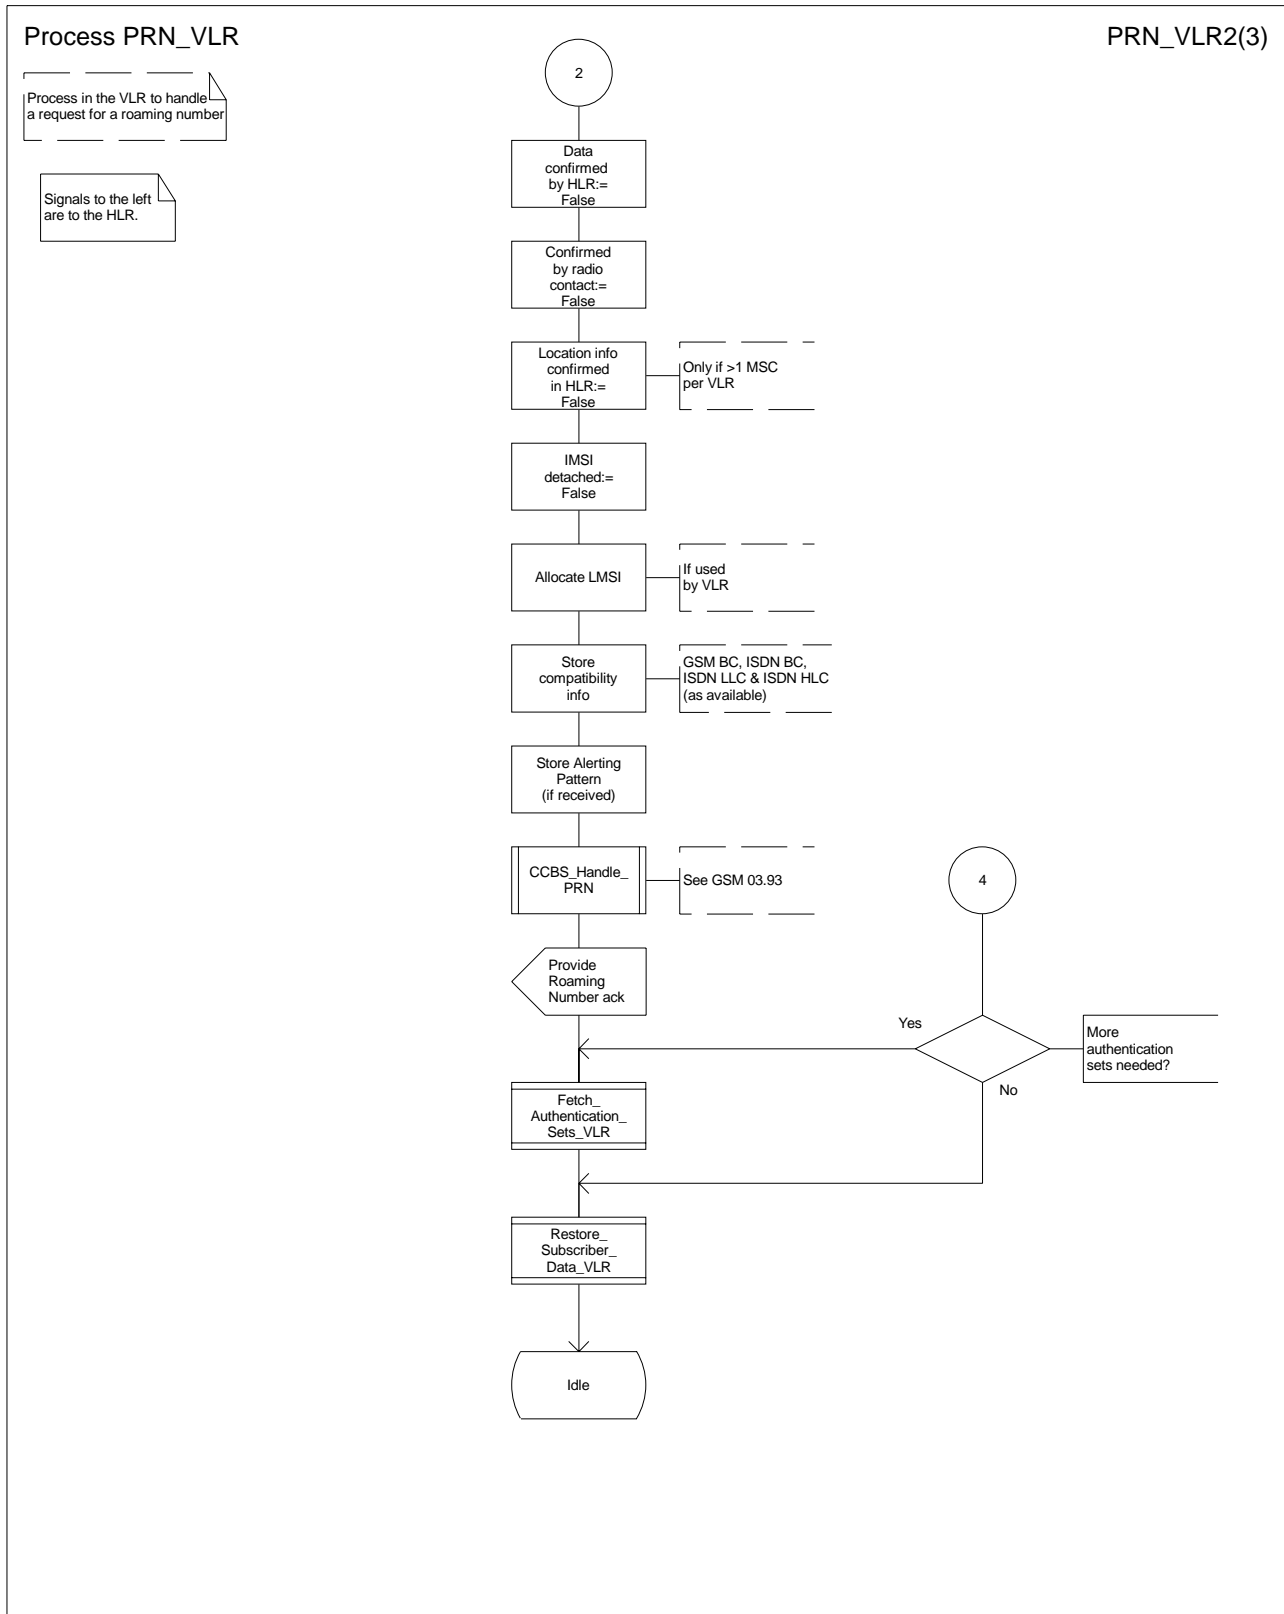 Process PRN_VLR
PRN_VLR2(3)
Process in the VLR to handle
a request for a roaming number
Signals to the left
are to the HLR.
2
Data
confirmed
by HLR:=
False
Confirmed
by radio
contact:=
False
Location info
confirmed
in HLR:=
False
Only if >1 MSC
per VLR
IMSI
detached:=
False
Allocate LMSI
If used
by VLR
Store
compatibility
info
GSM BC, ISDN BC,
ISDN LLC & ISDN HLC
(as available)
Store Alerting
Pattern
(if received)
CCBS_Handle_
PRN
See GSM 03.93
4
Provide
Roaming
Number ack
Yes
More
authentication
sets needed?
No
Fetch_
Authentication_
Sets_VLR
Restore_
Subscriber_
Data_VLR
Idle